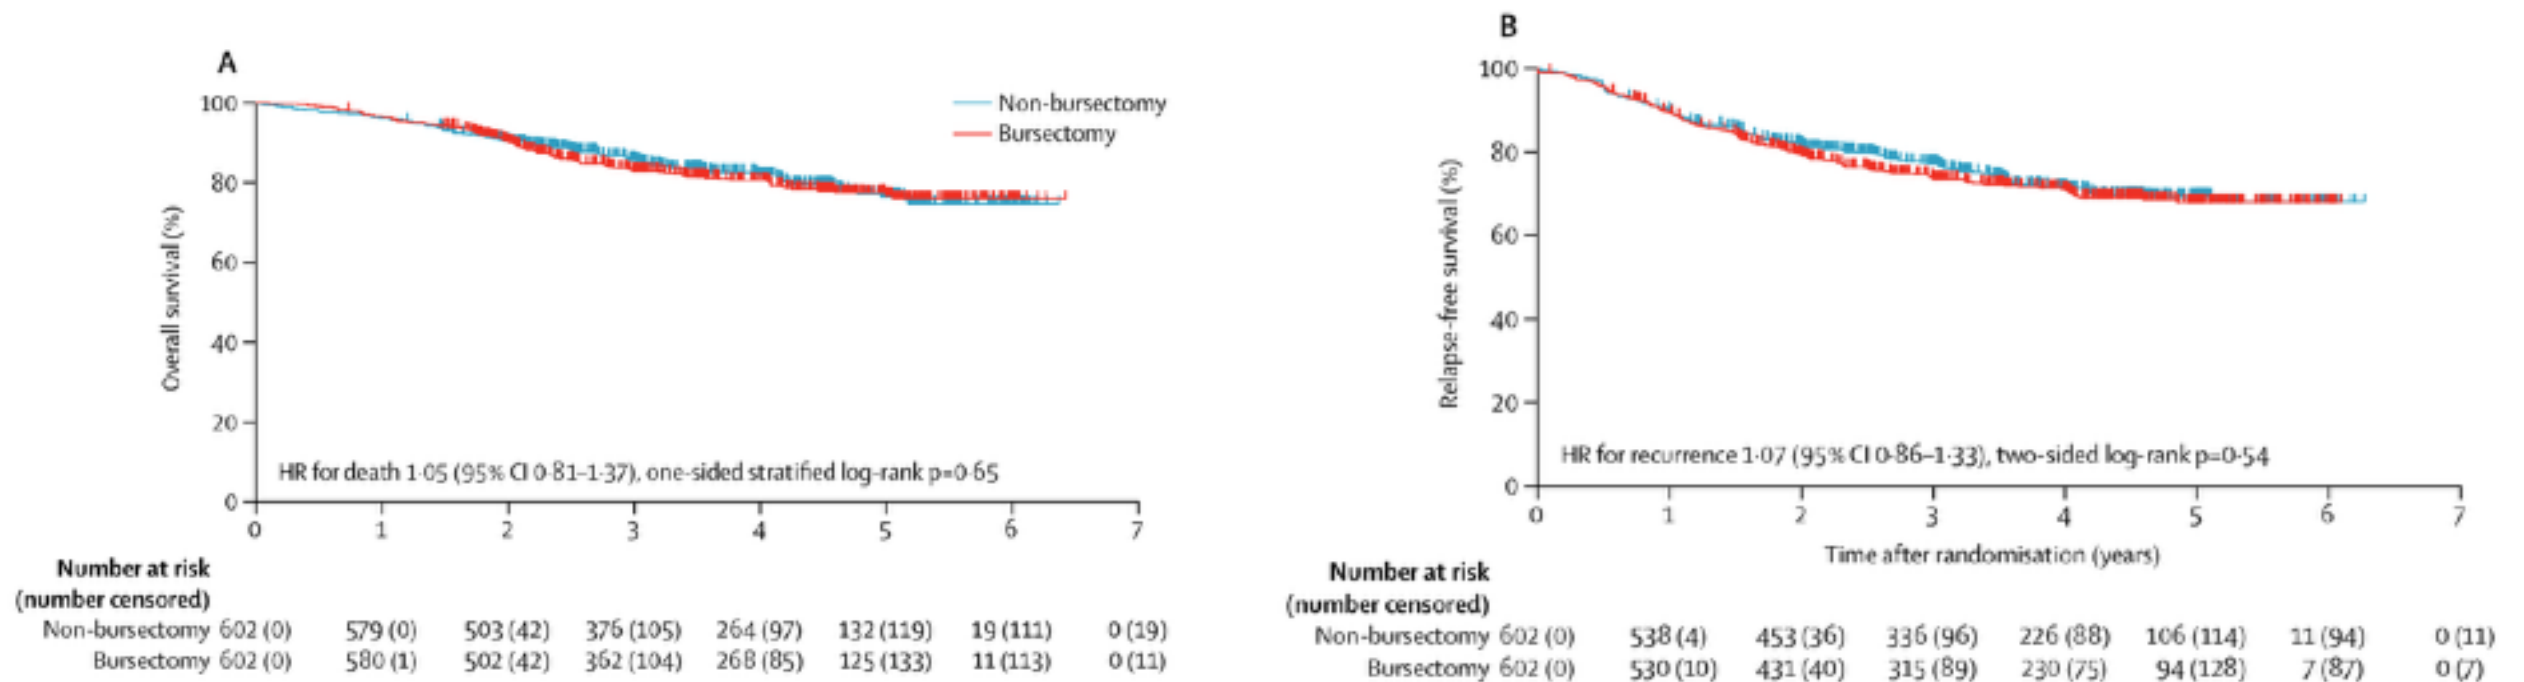 A
Non-bursectomy
Bursectomy
Overall survival (%)
100
80
60
40
20
0
HR for death 1·05 (95% CI 0·81–1·37), one-sided stratified log-rank p=0·65
0 1 2 3 4 5 6 7
Number at risk
(number censored)
Non-bursectomy 602 (0) 579 (0) 503 (42) 376 (105) 264 (97) 132 (119) 19 (111) 0 (19)
Bursectomy 602 (0) 580 (1) 502 (42) 362 (104) 268 (85) 125 (133) 11 (113) 0 (11)
B
Relapse-free survival (%)
100
80
60
40
20
0
HR for recurrence 1·07 (95% CI 0·86–1·33), two-sided log-rank p=0·54
0 1 2 3 4 5 6 7
Time after randomisation (years)
Number at risk
(number censored)
Non-bursectomy 602 (0) 538 (4) 453 (36) 336 (96) 226 (88) 106 (114) 11 (94) 0 (11)
Bursectomy 602 (0) 530 (10) 431 (40) 315 (89) 230 (75) 94 (128) 7 (87) 0 (7)